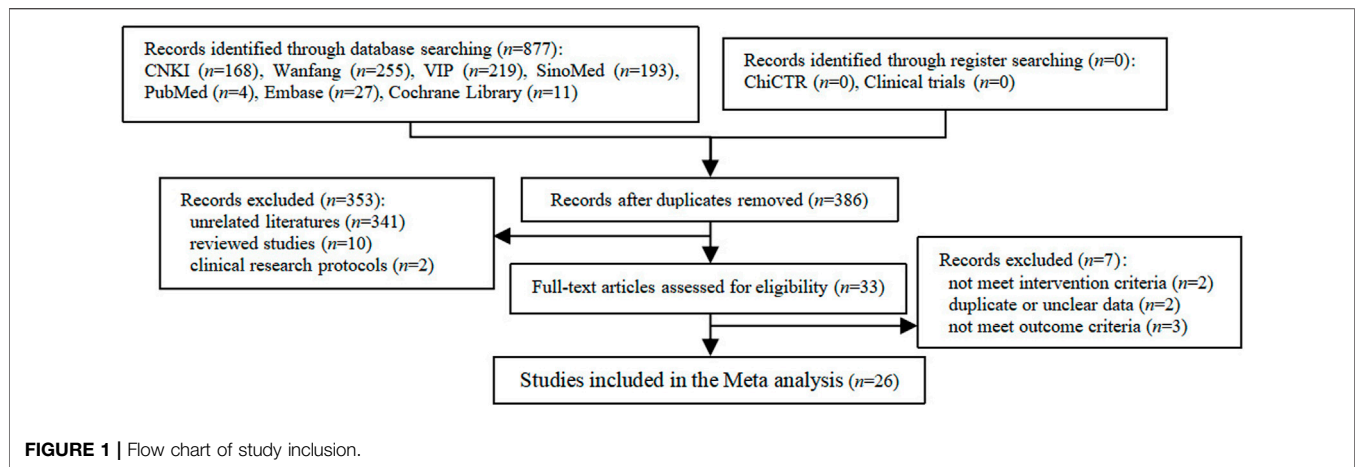 Records identified through database searching (n=877):
CNKI (n=168), Wanfang (n=255), VIP (n=219), SinoMed (n=193),
PubMed (n=4), Embase (n=27), Cochrane Library (n=11)
Records identified through register searching (n=0):
ChiCTR (n=0), Clinical trials (n=0)
Records after duplicates removed (n=386)
Records excluded (n=353):
unrelated literatures (n=341)
reviewed studies (n=10)
clinical research protocols (n=2)
Full-text articles assessed for eligibility (n=33)
Records excluded (n=7):
not meet intervention criteria (n=2)
duplicate or unclear data (n=2)
not meet outcome criteria (n=3)
Studies included in the Meta analysis (n=26)
FIGURE 1 | Flow chart of study inclusion.